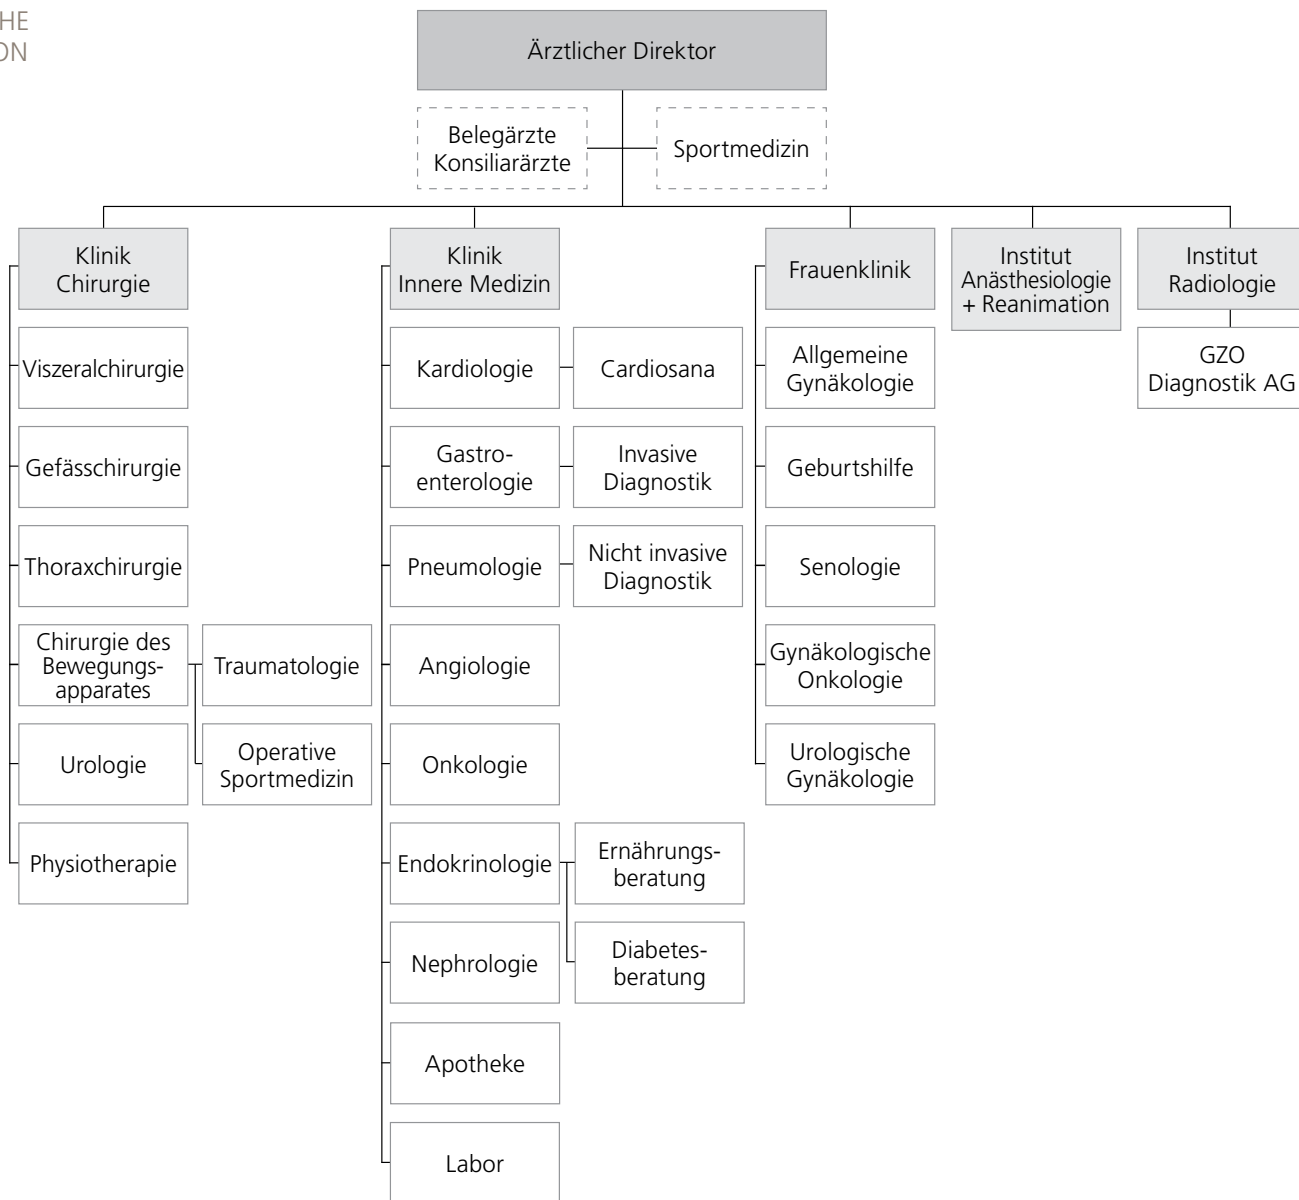 HE
ON
Ärztlicher Direktor
Belegärzte
Konsiliarärzte
Sportmedizin
Klinik
Chirurgie
Viszeralchirurgie
Gefässchirurgie
Thoraxchirurgie
Chirurgie des
Bewegungs-
apparates
Traumatologie
Urologie
Operative
Sportmedizin
Physiotherapie
Klinik
Innere Medizin
Kardiologie
Cardiosana
Gastro-
enterologie
Invasive
Diagnostik
Pneumologie
Nicht invasive
Diagnostik
Angiologie
Onkologie
Endokrinologie
Ernährungs-
beratung
Nephrologie
Diabetes-
beratung
Apotheke
Labor
Frauenklinik
Allgemeine
Gynäkologie
Geburtshilfe
Senologie
Gynäkologische
Onkologie
Urologische
Gynäkologie
Institut
Anästhesiologie
+ Reanimation
Institut
Radiologie
GZO
Diagnostik AG